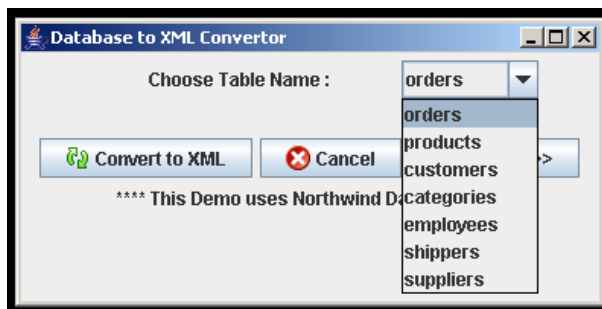 Database to XML Convertor
Choose Table Name :
orders
orders
products
customers
categories
employees
shippers
suppliers
Convert to XML
Cancel
>
**** This Demo uses Northwind Da